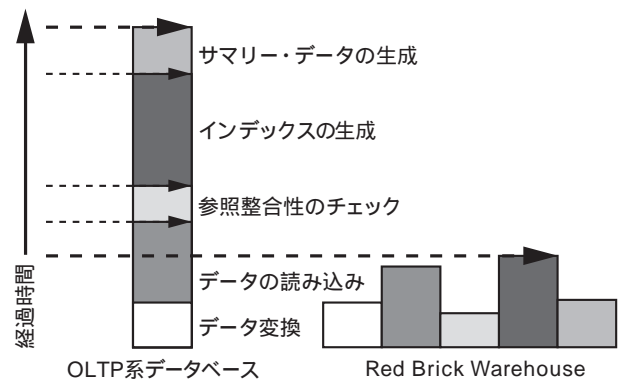 サマリー・データの生成
インデックスの生成
参照整合性のチェック
データの読み込み
データ変換
経過時間
OLTP系データベース
Red Brick Warehouse